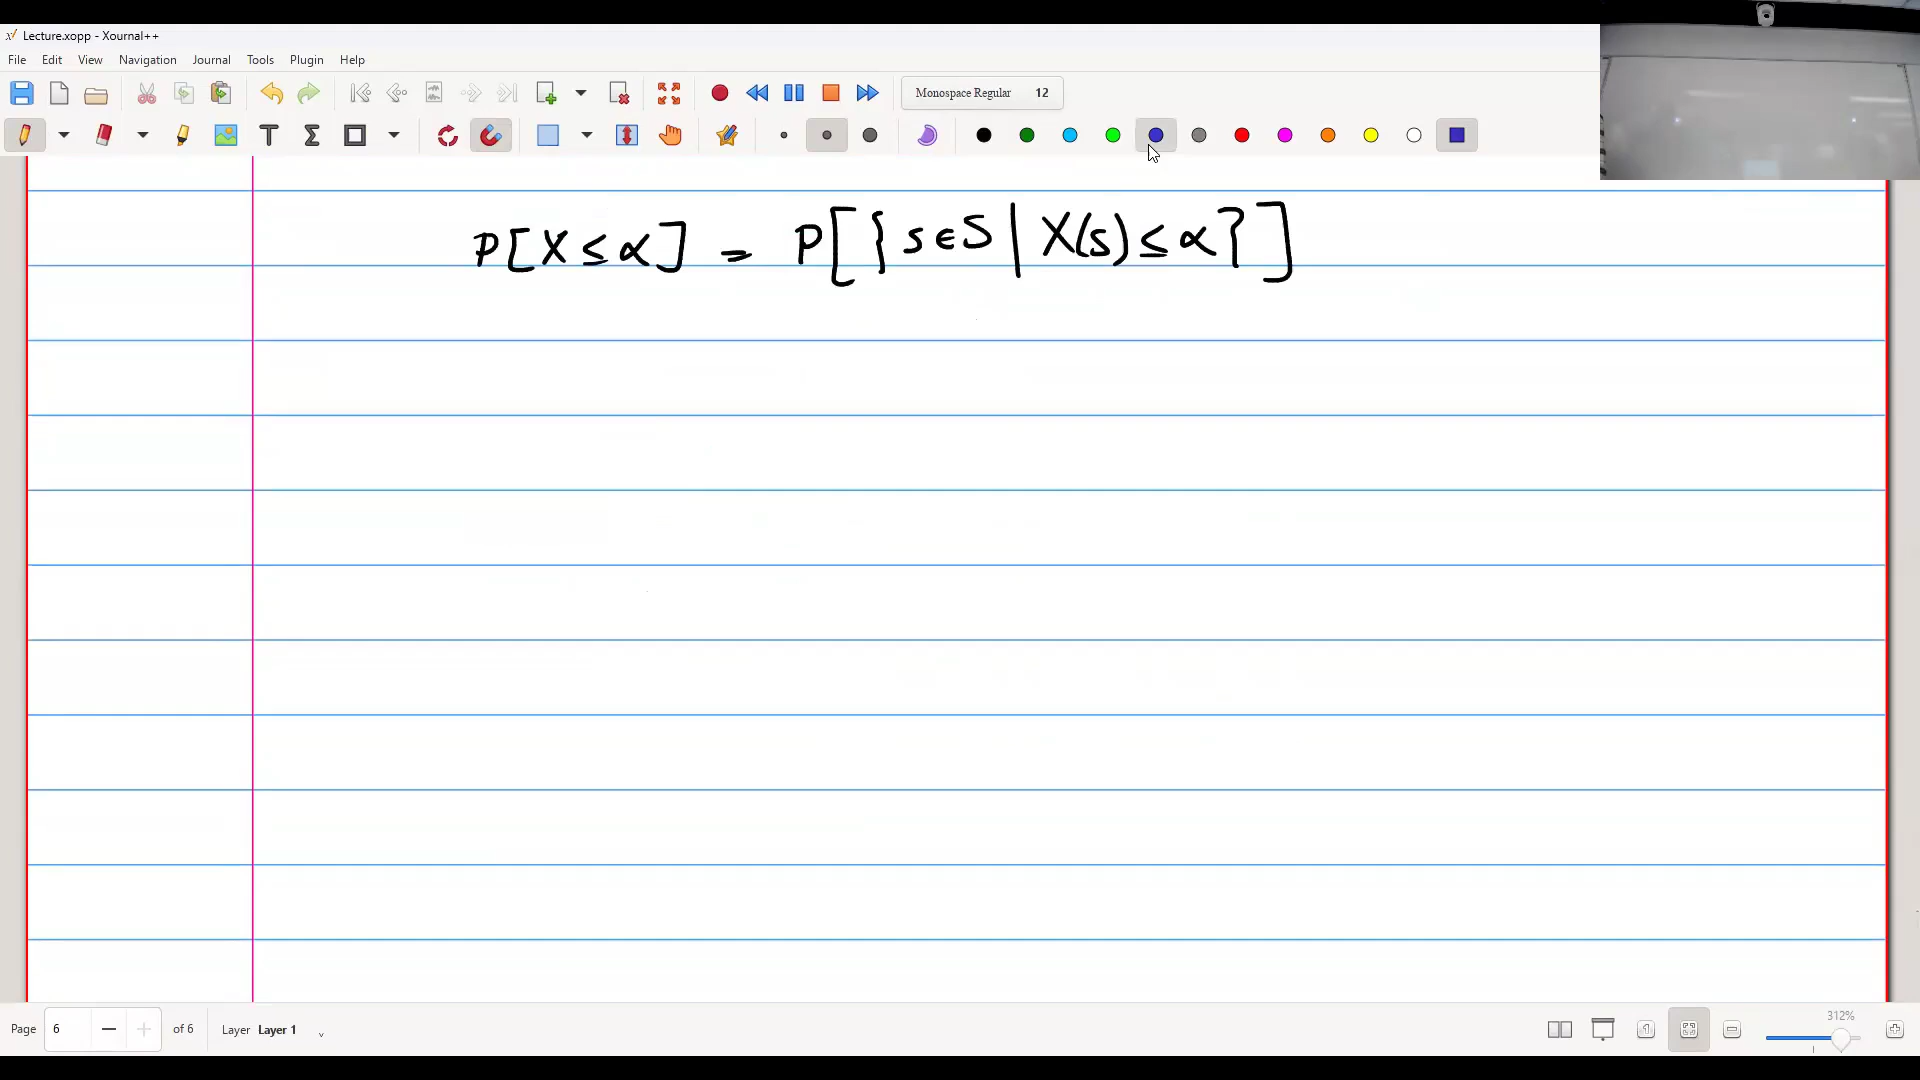 Lecture.xopp - Xournal++
File Edit View Navigation Journal Tools Plugin Help
Monospace Regular 12
P[X ≤ α] = P[{s ∈ S | X(s) ≤ α}]
Page 6 of 6 Layer Layer 1
312%